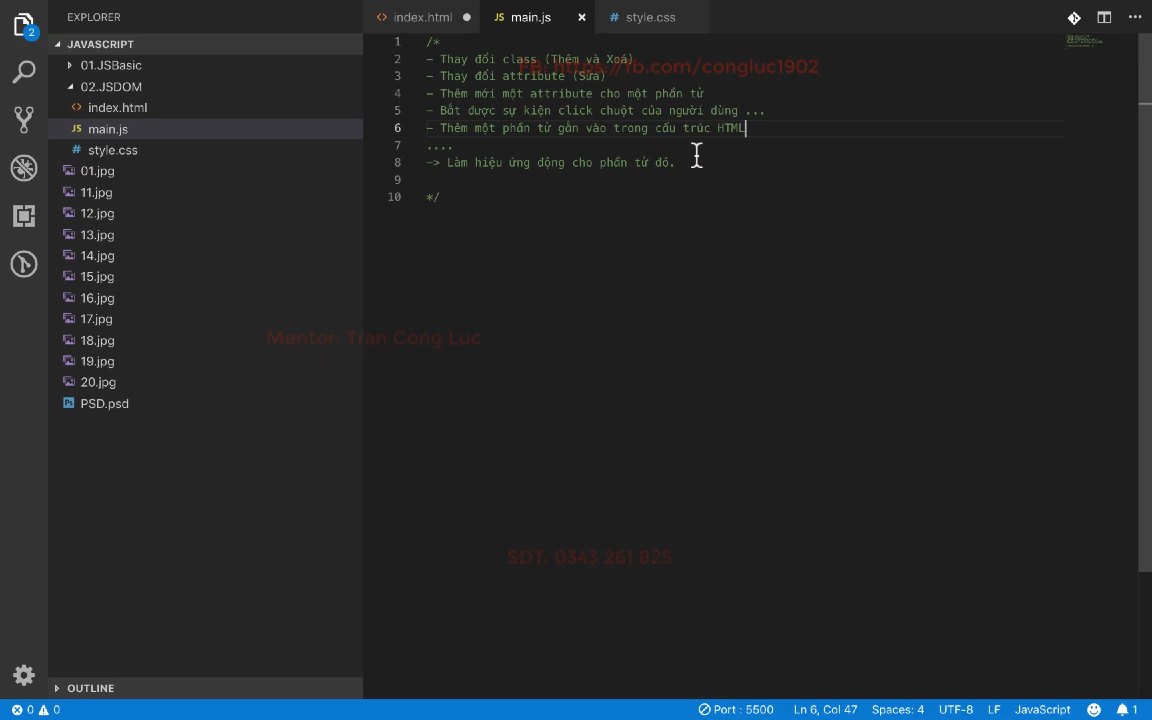 EXPLORER
index.html
main.js
style.css
JAVASCRIPT
01.JSBasic
02.JSDOM
index.html
main.js
style.css
01.jpg
11.jpg
12.jpg
13.jpg
14.jpg
15.jpg
16.jpg
17.jpg
18.jpg
19.jpg
20.jpg
PSD.psd
OUTLINE
1 /*
2 - Thay đổi class (Thêm và Xoá)
3 - Thay đổi attribute (Sửa)
4 - Thêm mới một attribute cho một phần tử
5 - Bắt được sự kiện click chuột của người dùng ...
6 - Thêm một phần tử gắn vào trong cấu trúc HTML
7 ....
8 -> Làm hiệu ứng động cho phần tử đó.
9
10 */
FB: https://fb.com/congluc1902
Mentor: Tran Cong Luc
SDT: 0343 261 825
2
0 0 Port : 5500 Ln 6, Col 47 Spaces: 4 UTF-8 LF JavaScript 1